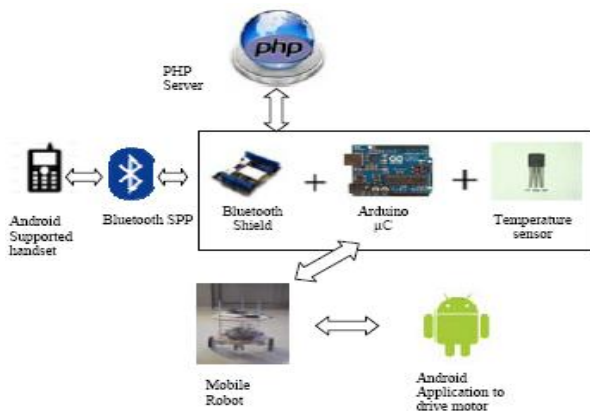 php
PHP
Server
Android
Supported
handset
Bluetooth SPP
Bluetooth
Shield
+
Arduino
µC
+
Temperature
sensor
Mobile
Robot
Android
Application to
drive motor